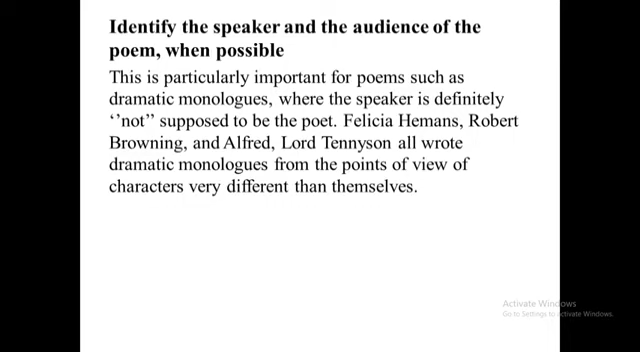 Identify the speaker and the audience of the
poem, when possible
This is particularly important for poems such as
dramatic monologues, where the speaker is definitely
‘’not” supposed to be the poet. Felicia Hemans, Robert
Browning, and Alfred, Lord Tennyson all wrote
dramatic monologues from the points of view of
characters very different than themselves.
Activate Windows
Go to Settings to activate Windows.